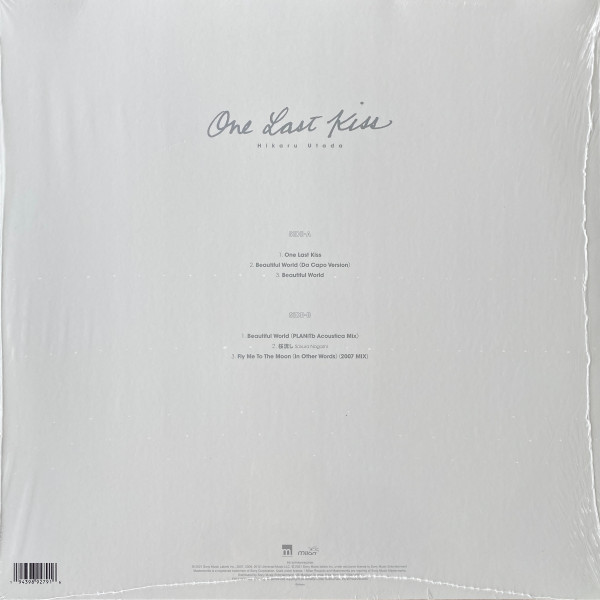 One Last Kiss
Hikaru Utada
SIDE-A
1. One Last Kiss
2. Beautiful World (Da Capo Version)
3. Beautiful World
SIDE-B
1. Beautiful World (PLANiTb Acoustica Mix)
2. 桜流し Sakura Nagashi
3. Fly Me To The Moon (In Other Words) (2007 MIX)